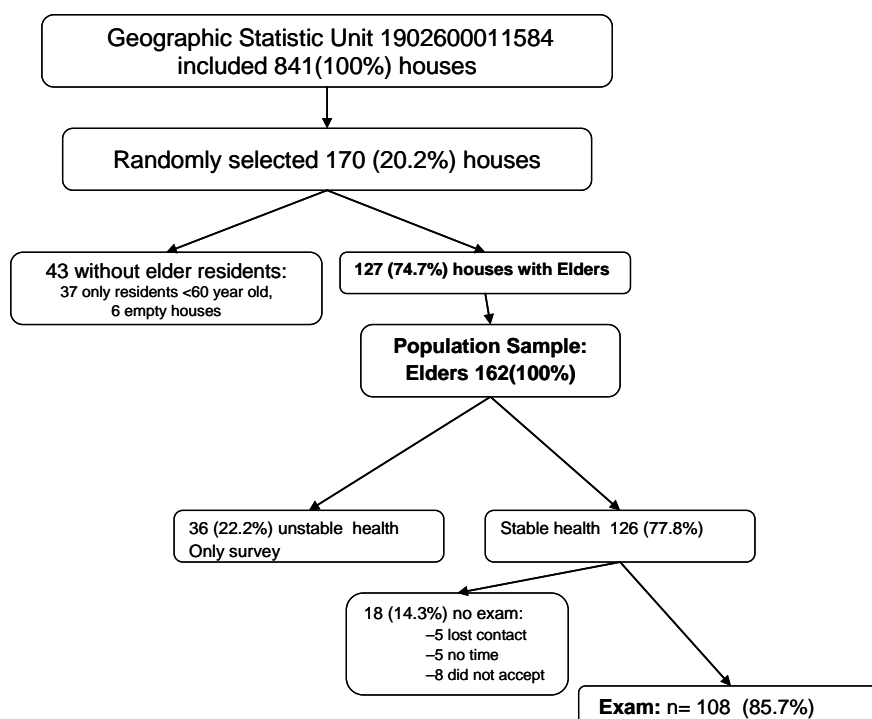 Geographic Statistic Unit 1902600011584
included 841(100%) houses
Randomly selected 170 (20.2%) houses
43 without elder residents:
37 only residents <60 year old,
6 empty houses
127 (74.7%) houses with Elders
Population Sample:
Elders 162(100%)
36 (22.2%) unstable health
Only survey
Stable health 126 (77.8%)
18 (14.3%) no exam:
–5 lost contact
–5 no time
–8 did not accept
Exam: n= 108 (85.7%)